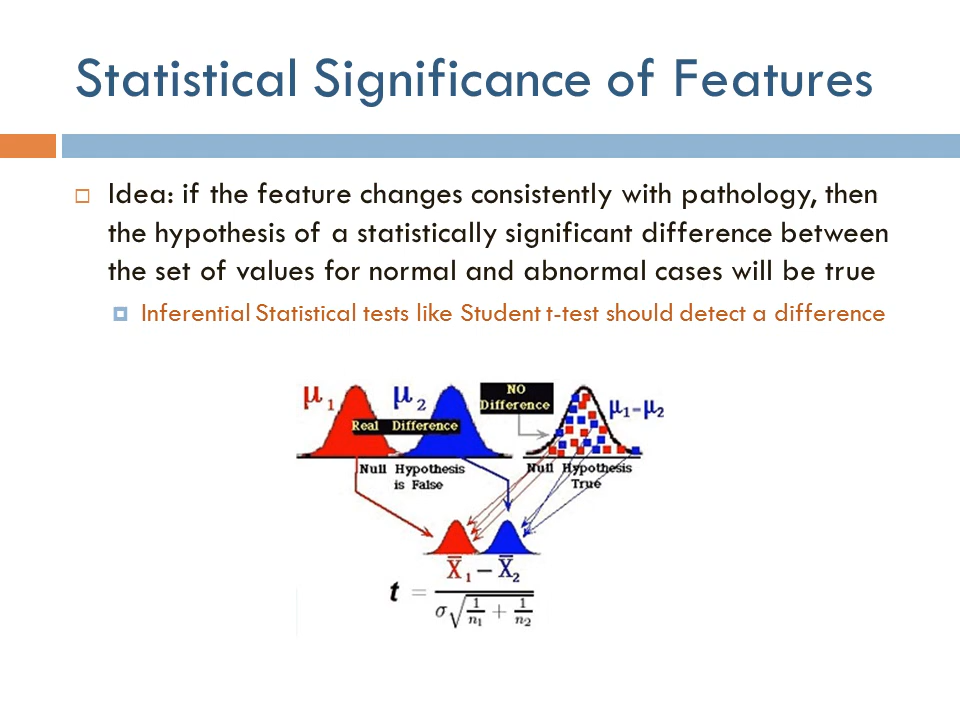 Statistical Significance of Features
Idea: if the feature changes consistently with pathology, then
the hypothesis of a statistically significant difference between
the set of values for normal and abnormal cases will be true
Inferential Statistical tests like Student t-test should detect a difference
μ1 μ2
Real Difference
Null Hypothesis
is False
NO
Difference
μ1=μ2
Null Hypothesis
True
t = (X̄1 − X̄2) / (σ√(1/n1 + 1/n2))